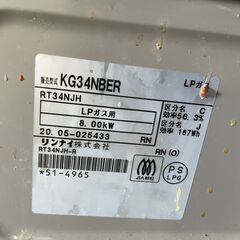 販売型式 KG34NBER
LPガス
RT34NJH
LPガス用
8.00kW
区分名 C
効率56.3%
区分名 J
効率 167Wh
20.05-025433
リンナイ株式会社
RN (O)
RT34NJH-R
*51-4965
JIA
RN
PS
LPG